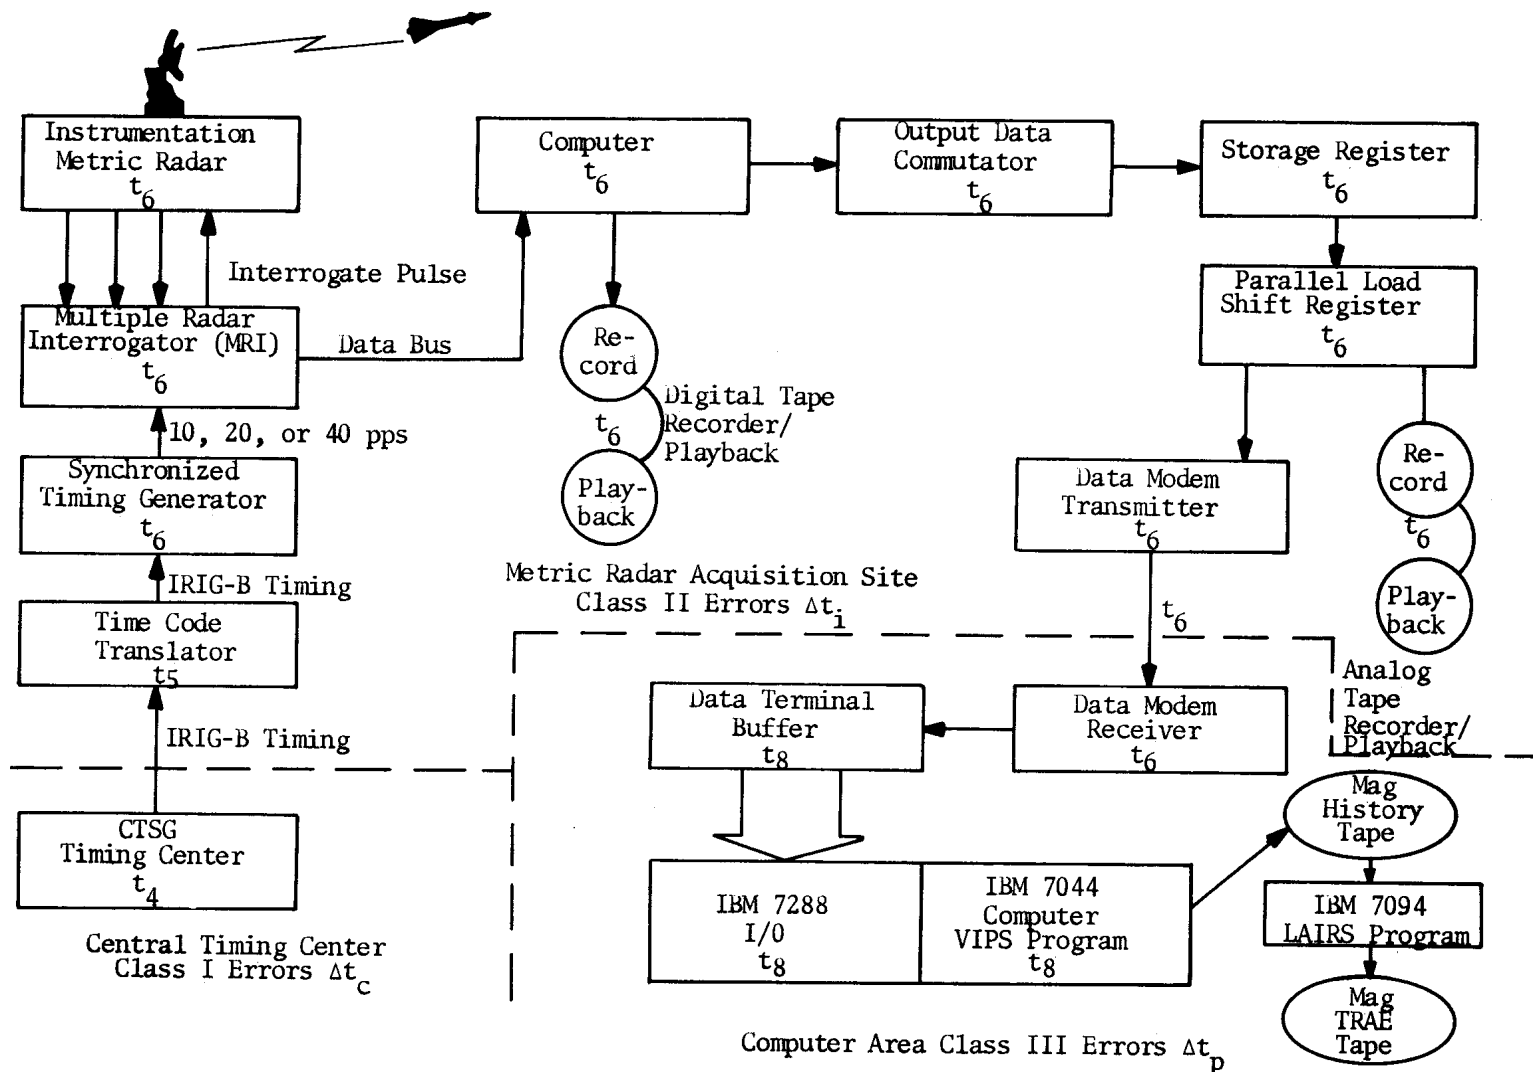 Instrumentation
Metric Radar
t6
Computer
t6
Output Data
Commutator
t6
Storage Register
t6
Interrogate Pulse
Parallel Load
Shift Register
t6
Multiple Radar
Interrogator (MRI)
t6
Data Bus
Re-
cord
t6
Play-
back
Digital Tape
Recorder/
Playback
10, 20, or 40 pps
Synchronized
Timing Generator
t6
Data Modem
Transmitter
t6
Re-
cord
t6
Play-
back
IRIG-B Timing
Metric Radar Acquisition Site
Class II Errors Δti
t6
Time Code
Translator
t5
Analog
Tape
Recorder/
Playback
Data Terminal
Buffer
t8
Data Modem
Receiver
t6
IRIG-B Timing
Mag
History
Tape
CTSG
Timing Center
t4
IBM 7288
I/O
t8
IBM 7044
Computer
VIPS Program
t8
IBM 7094
LAIRS Program
Central Timing Center
Class I Errors Δtc
Mag
TRAE
Tape
Computer Area Class III Errors Δtp